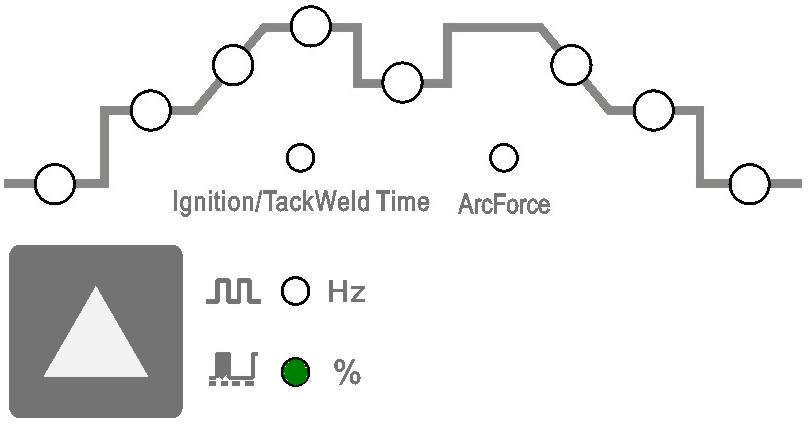 Ignition/TackWeld Time
ArcForce
Hz
%